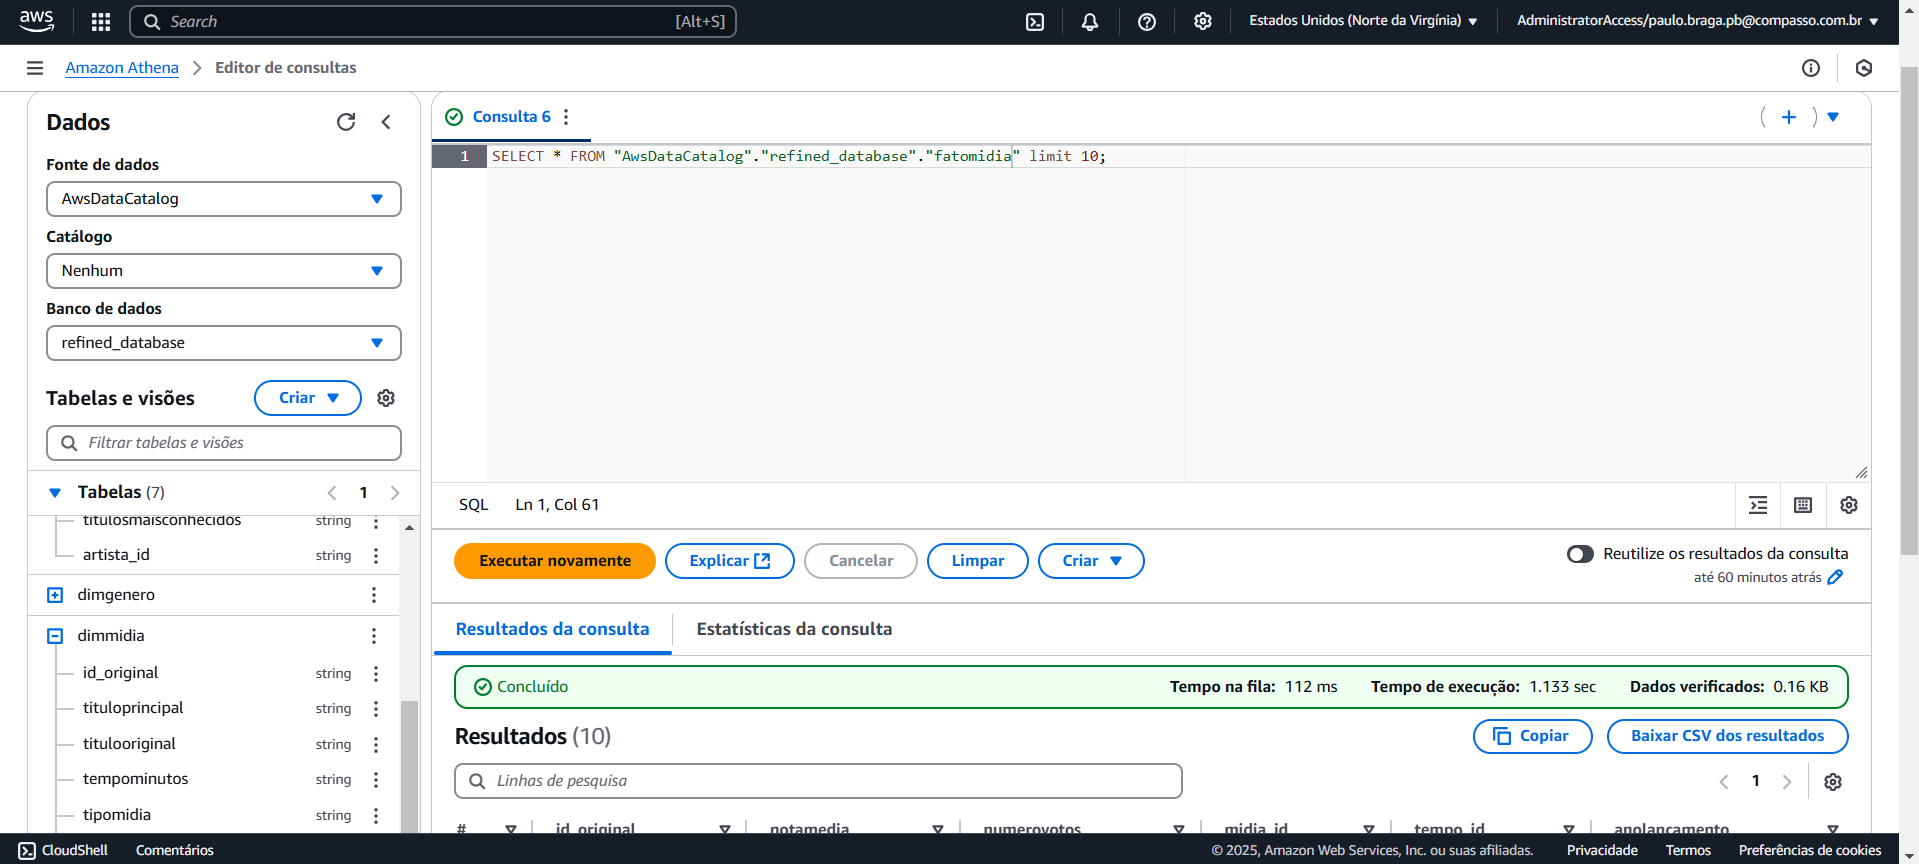 aws
Search [Alt+S]
Estados Unidos (Norte da Virgínia)
AdministratorAccess/paulo.braga.pb@compasso.com.br
Amazon Athena
Editor de consultas
Dados
Fonte de dados
AwsDataCatalog
Catálogo
Nenhum
Banco de dados
refined_database
Tabelas e visões
Criar
Filtrar tabelas e visões
Tabelas (7)
1
titulosmaisconhecidos string
artista_id string
dimgenero
dimmidia
id_original string
tituloprincipal string
titulooriginal string
tempominutos string
tipomidia string
Consulta 6
1 SELECT * FROM "AwsDataCatalog"."refined_database"."fatomidia" limit 10;
SQL Ln 1, Col 61
Executar novamente
Explicar
Cancelar
Limpar
Criar
Reutilize os resultados da consulta
até 60 minutos atrás
Resultados da consulta
Estatísticas da consulta
Concluído
Tempo na fila: 112 ms
Tempo de execução: 1.133 sec
Dados verificados: 0.16 KB
Resultados (10)
Copiar
Baixar CSV dos resultados
Linhas de pesquisa
1
# id_original notamedia numerovotos midia_id tempo_id anolancamento
CloudShell
Comentários
© 2025, Amazon Web Services, Inc. ou suas afiliadas.
Privacidade
Termos
Preferências de cookies